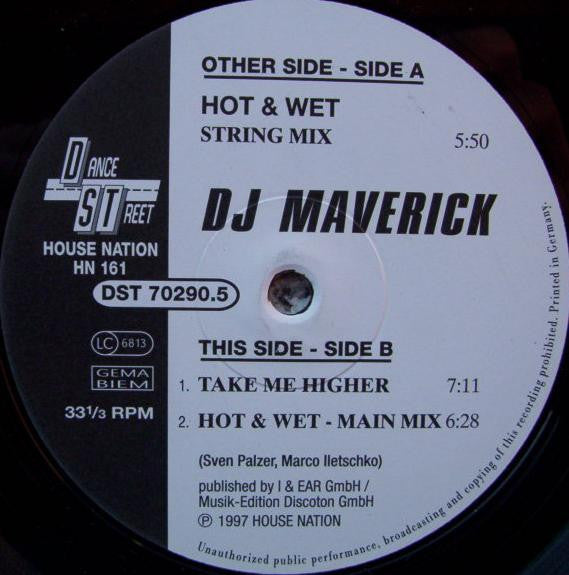 OTHER SIDE - SIDE A
HOT & WET
STRING MIX 5:50
DJ MAVERICK
DANCE
STREET
HOUSE NATION
HN 161
DST 70290.5
LC 6813
GEMA
BIEM
33 1/3 RPM
THIS SIDE - SIDE B
1. TAKE ME HIGHER 7:11
2. HOT & WET - MAIN MIX 6:28
(Sven Palzer, Marco Iletschko)
published by I & EAR GmbH /
Musik-Edition Discoton GmbH
℗ 1997 HOUSE NATION
Unauthorized public performance, broadcasting and copying of this recording prohibited. Printed in Germany.